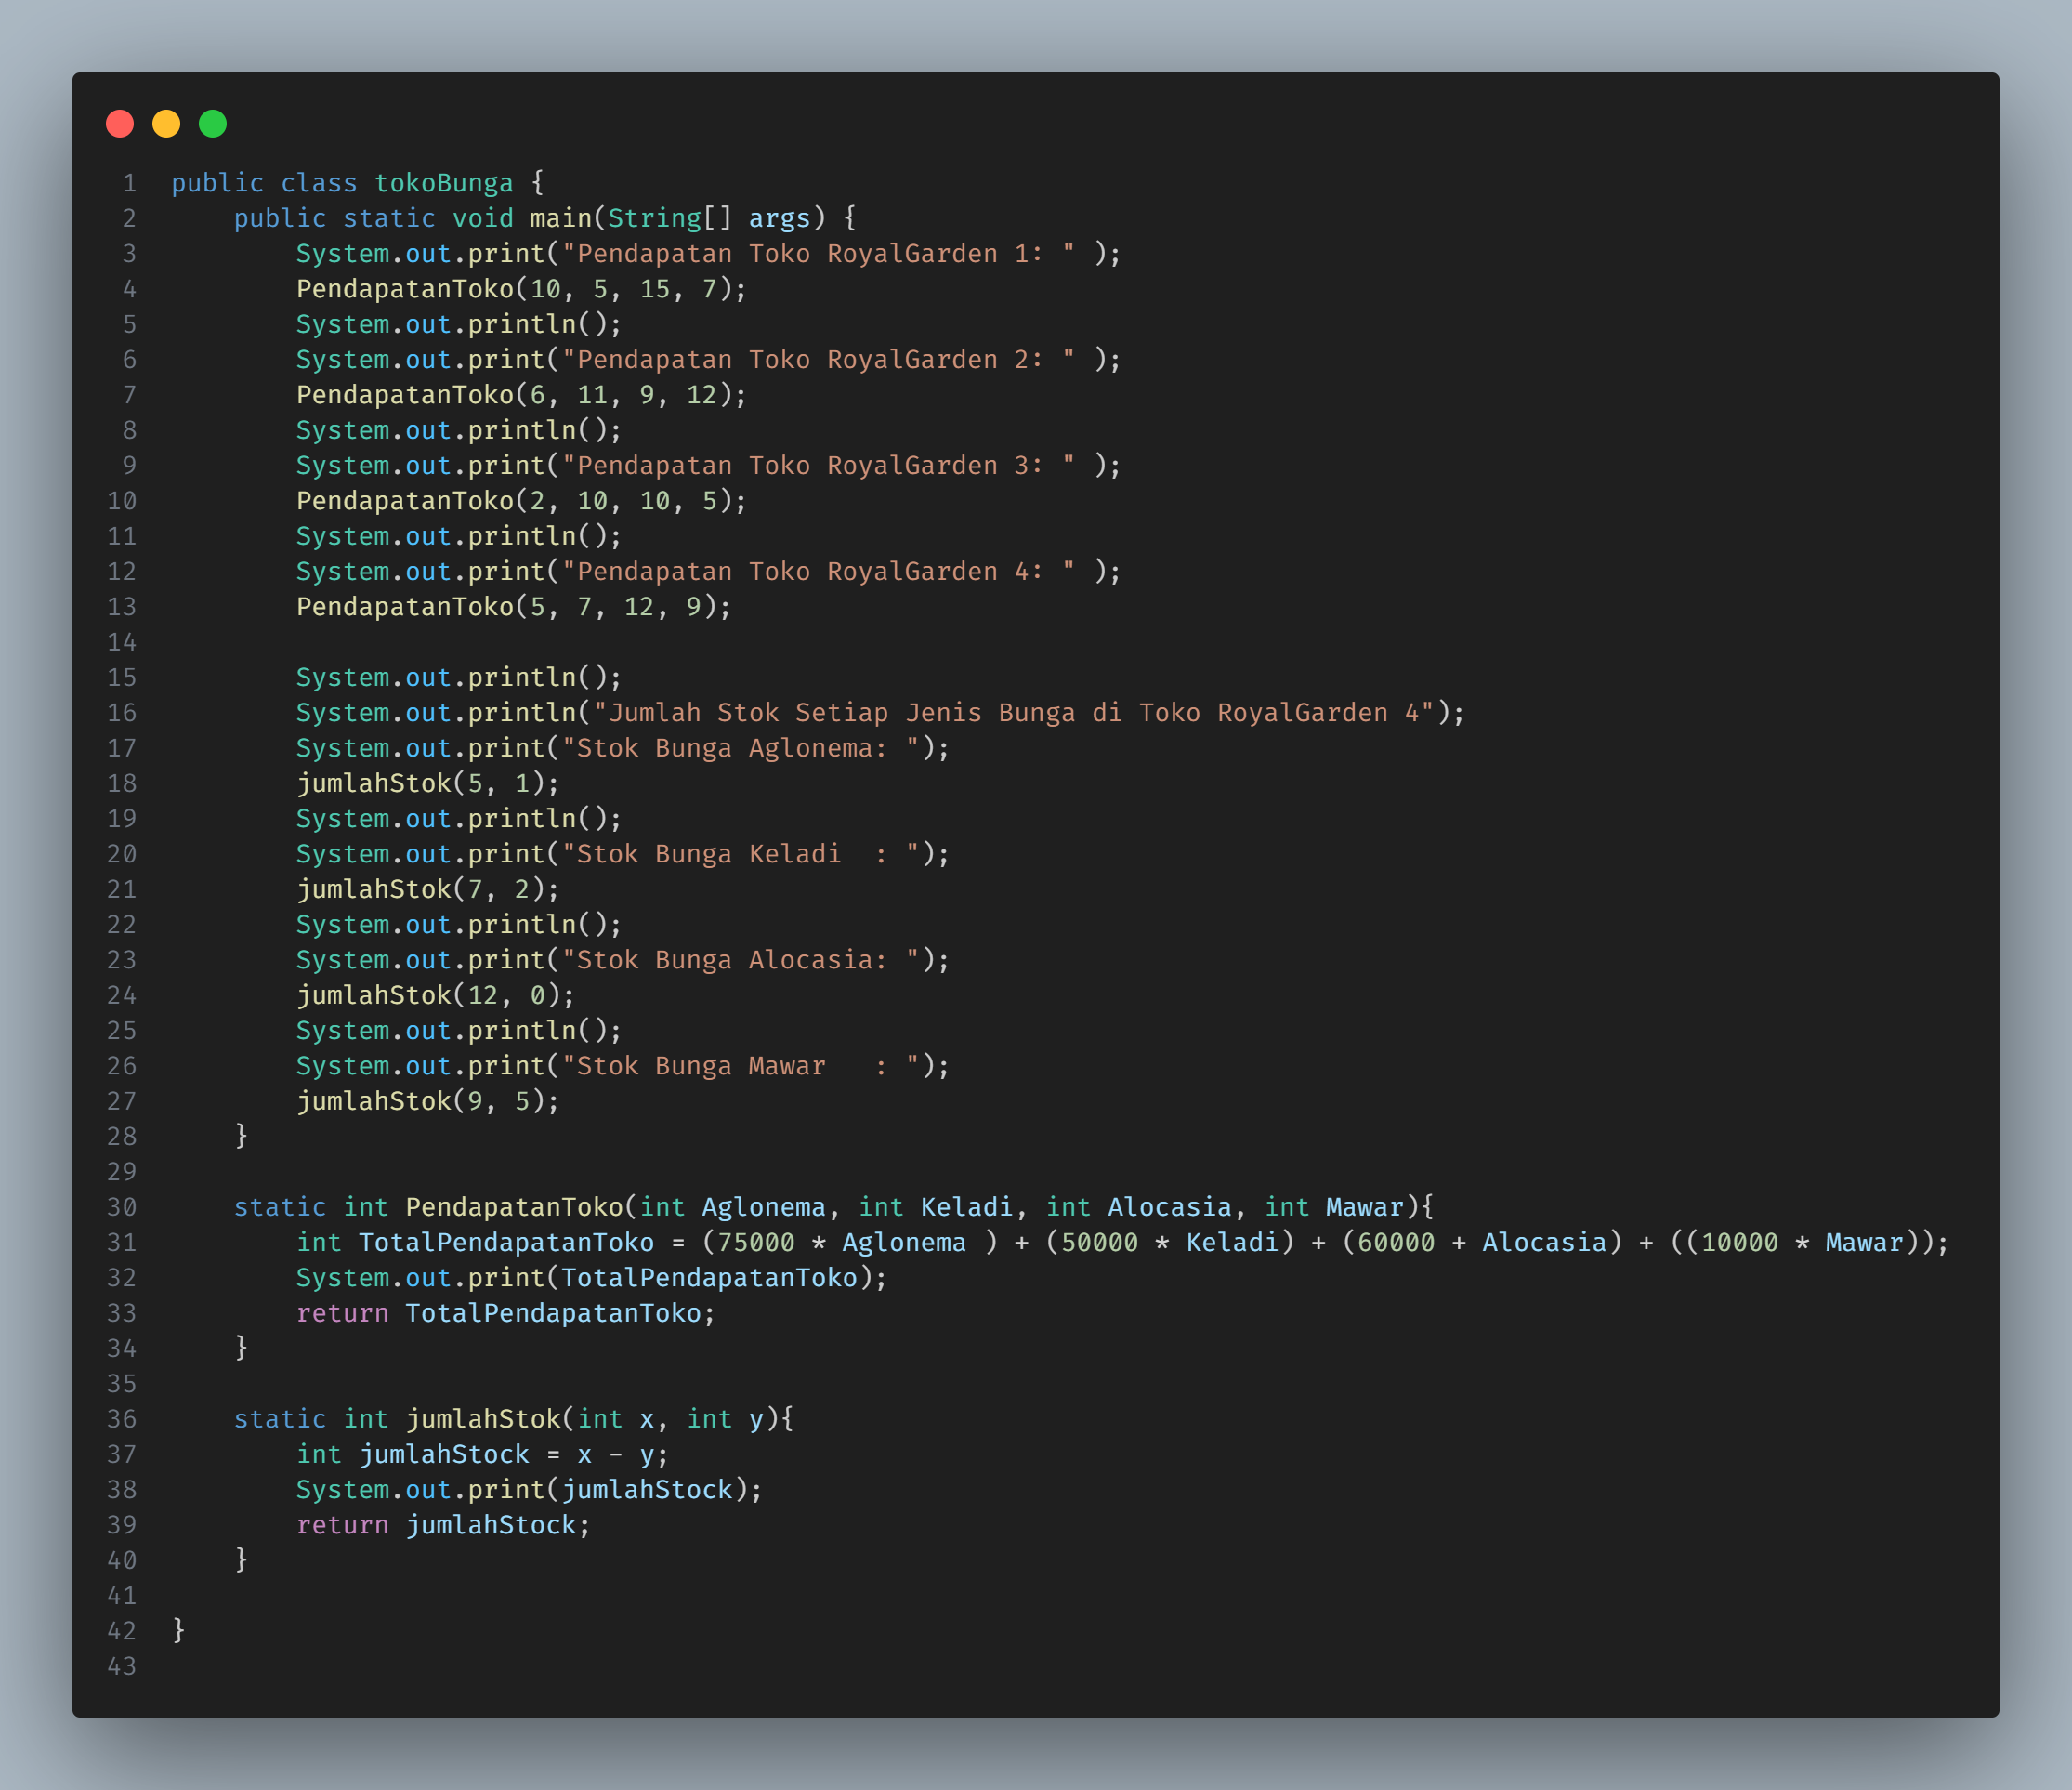 1 public class tokoBunga {
2     public static void main(String[] args) {
3         System.out.print("Pendapatan Toko RoyalGarden 1: " );
4         PendapatanToko(10, 5, 15, 7);
5         System.out.println();
6         System.out.print("Pendapatan Toko RoyalGarden 2: " );
7         PendapatanToko(6, 11, 9, 12);
8         System.out.println();
9         System.out.print("Pendapatan Toko RoyalGarden 3: " );
10         PendapatanToko(2, 10, 10, 5);
11         System.out.println();
12         System.out.print("Pendapatan Toko RoyalGarden 4: " );
13         PendapatanToko(5, 7, 12, 9);
14
15         System.out.println();
16         System.out.println("Jumlah Stok Setiap Jenis Bunga di Toko RoyalGarden 4");
17         System.out.print("Stok Bunga Aglonema: ");
18         jumlahStok(5, 1);
19         System.out.println();
20         System.out.print("Stok Bunga Keladi  : ");
21         jumlahStok(7, 2);
22         System.out.println();
23         System.out.print("Stok Bunga Alocasia: ");
24         jumlahStok(12, 0);
25         System.out.println();
26         System.out.print("Stok Bunga Mawar   : ");
27         jumlahStok(9, 5);
28     }
29
30     static int PendapatanToko(int Aglonema, int Keladi, int Alocasia, int Mawar){
31         int TotalPendapatanToko = (75000 * Aglonema ) + (50000 * Keladi) + (60000 + Alocasia) + ((10000 * Mawar));
32         System.out.print(TotalPendapatanToko);
33         return TotalPendapatanToko;
34     }
35
36     static int jumlahStok(int x, int y){
37         int jumlahStock = x - y;
38         System.out.print(jumlahStock);
39         return jumlahStock;
40     }
41
42 }
43